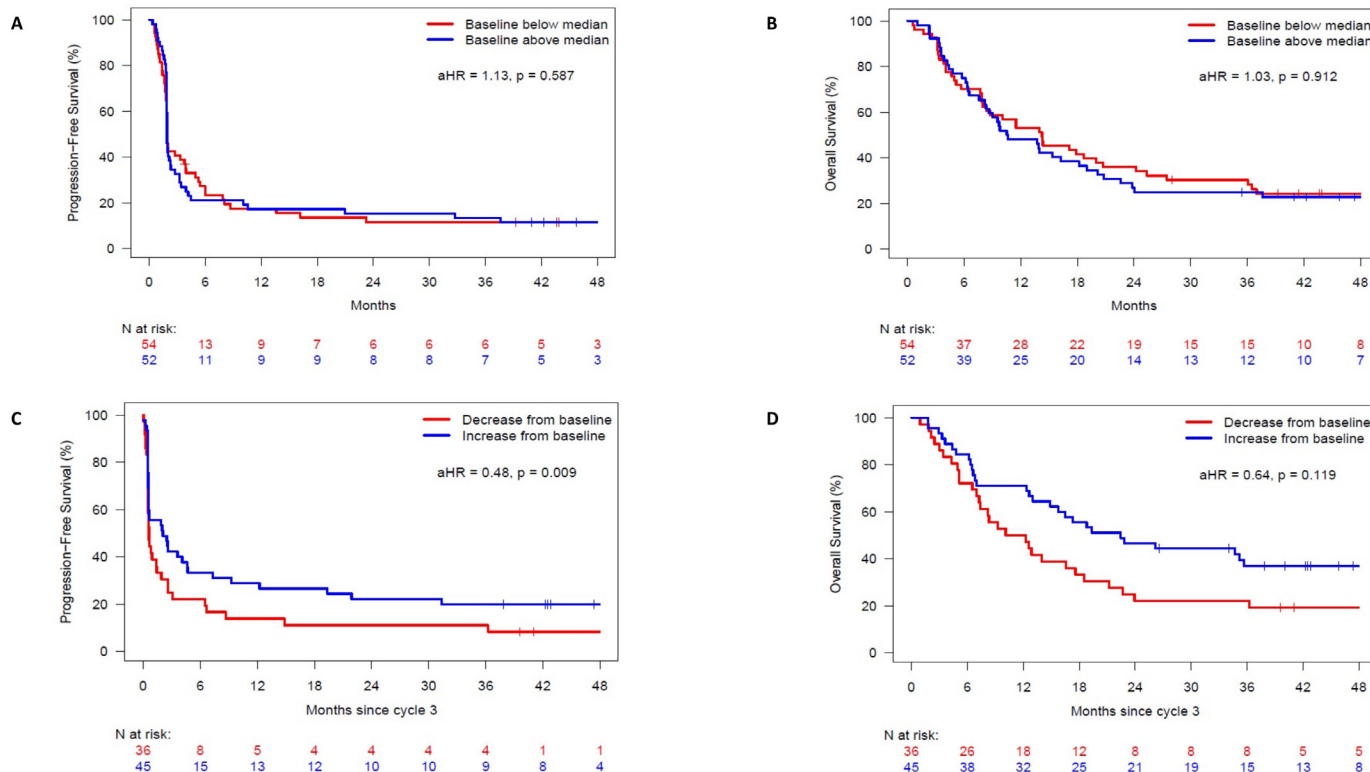 A
Progression-Free Survival (%)
100
80
60
40
20
0
Baseline below median
Baseline above median
aHR = 1.13, p = 0.587
0 6 12 18 24 30 36 42 48
Months
N at risk:
54 13 9 7 6 6 6 5 3
52 11 9 9 8 8 7 5 3
B
Overall Survival (%)
100
80
60
40
20
0
Baseline below median
Baseline above median
aHR = 1.03, p = 0.912
0 6 12 18 24 30 36 42 48
Months
N at risk:
54 37 28 22 19 15 15 10 8
52 39 25 20 14 13 12 10 7
C
Progression-Free Survival (%)
100
80
60
40
20
0
Decrease from baseline
Increase from baseline
aHR = 0.48, p = 0.009
0 6 12 18 24 30 36 42 48
Months since cycle 3
N at risk:
36 8 5 4 4 4 4 1 1
45 15 13 12 10 10 9 8 4
D
Overall Survival (%)
100
80
60
40
20
0
Decrease from baseline
Increase from baseline
aHR = 0.64, p = 0.119
0 6 12 18 24 30 36 42 48
Months since cycle 3
N at risk:
36 26 18 12 8 8 8 5 5
45 38 32 25 21 19 15 13 8